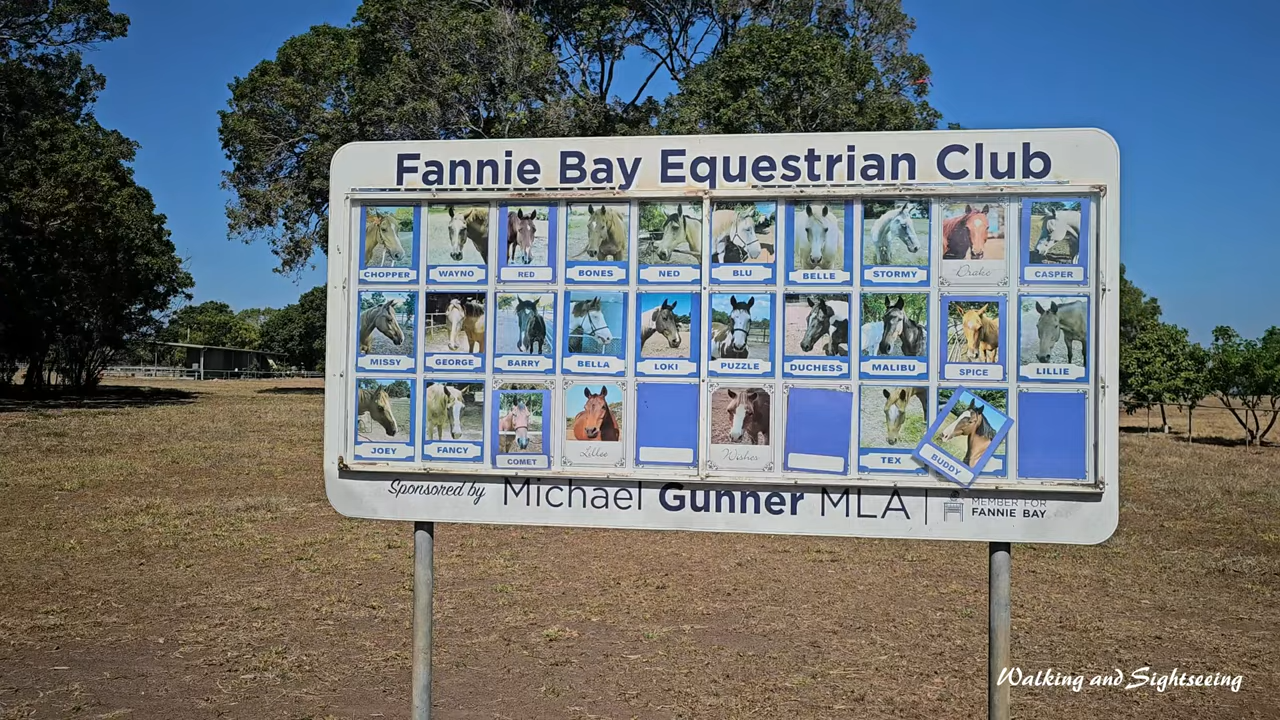 Fannie Bay Equestrian Club
CHOPPER WAYNO RED BONES NED BLU BELLE STORMY Drake CASPER
MISSY GEORGE BARRY BELLA LOKI PUZZLE DUCHESS MALIBU SPICE LILLIE
JOEY FANCY COMET Lillee Wisher TEX BUDDY
Sponsored by Michael Gunner MLA
MEMBER FOR
FANNIE BAY
Walking and Sightseeing